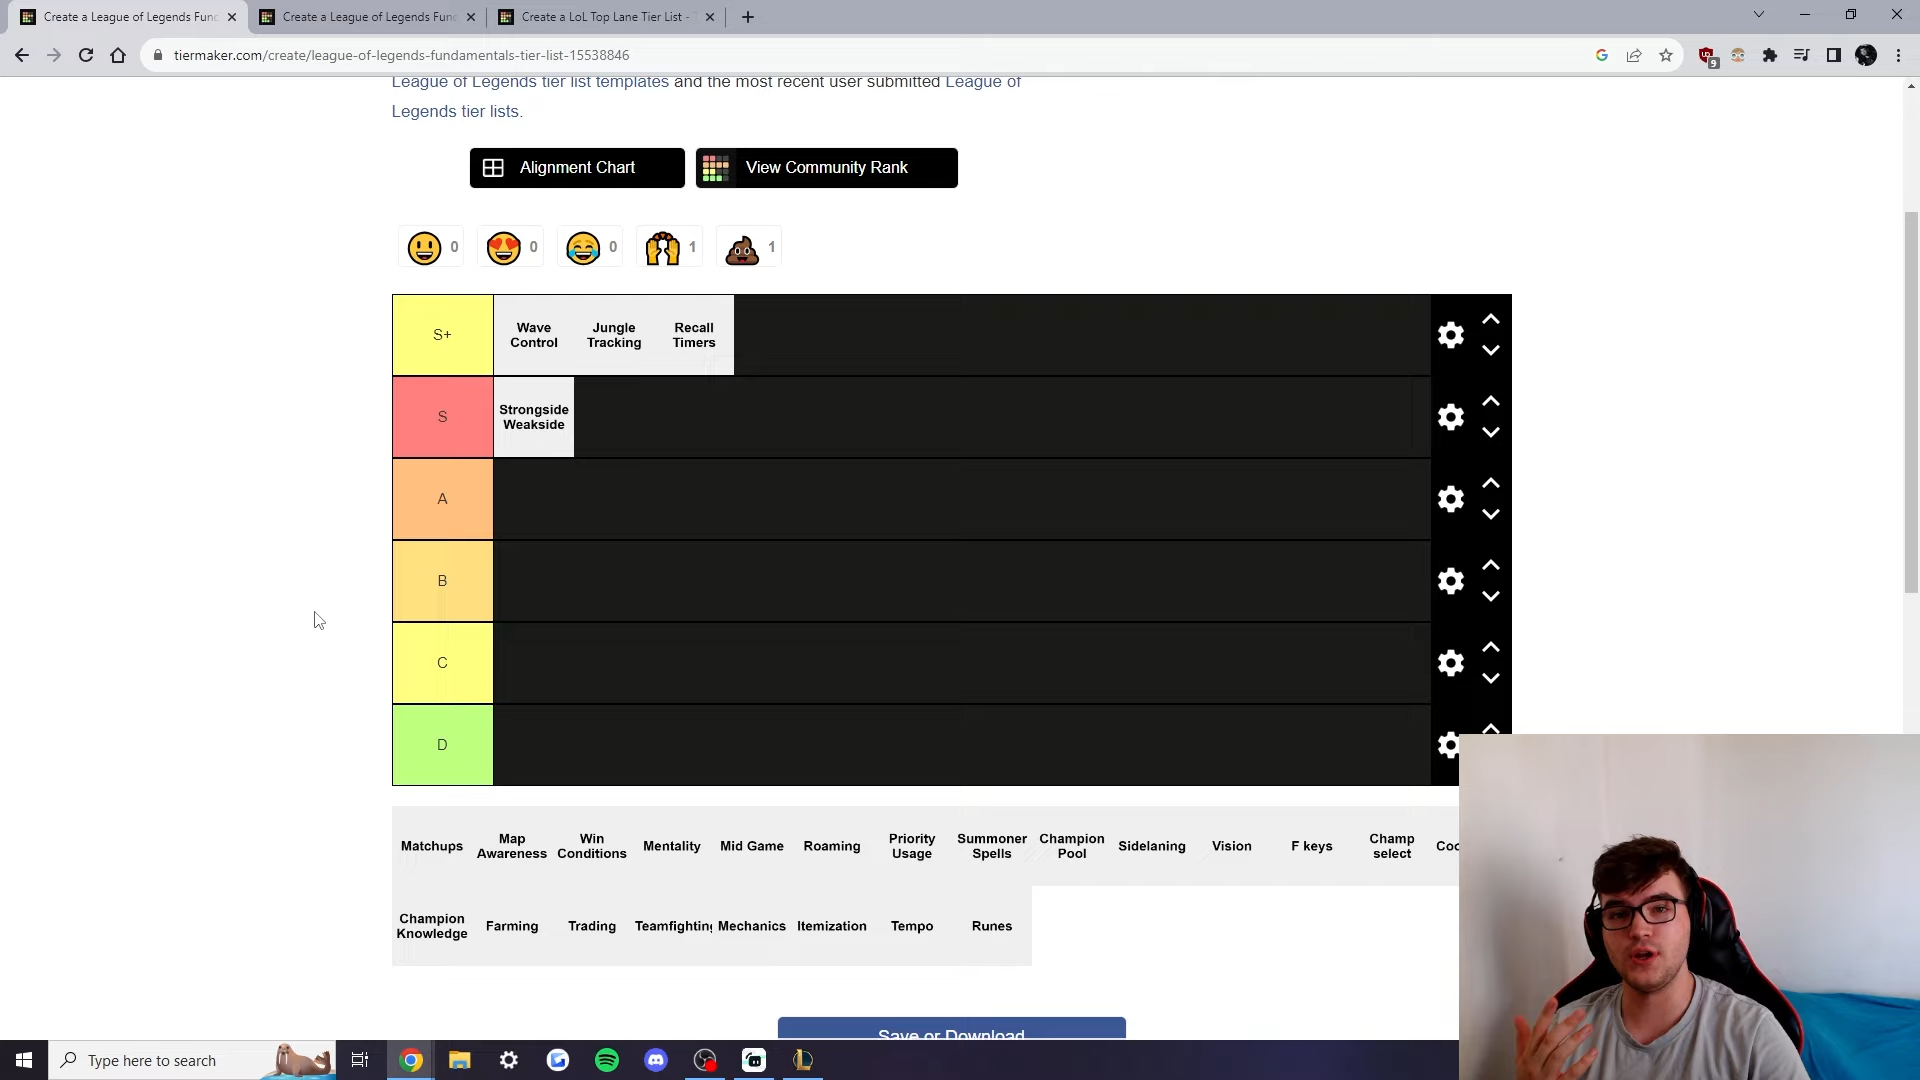 Create a League of Legends Func
Create a League of Legends Fun
Create a LoL Top Lane Tier List -
tiermaker.com/create/league-of-legends-fundamentals-tier-list-15538846
9
League of Legends tier list templates and the most recent user submitted League of
Legends tier lists.
Alignment Chart
View Community Rank
0
0
0
1
1
S+
Wave
Control
Jungle
Tracking
Recall
Timers
S
Strongside
Weakside
A
B
C
D
Matchups
Map
Awareness
Win
Conditions
Mentality
Mid Game
Roaming
Priority
Usage
Summoner
Spells
Champion
Pool
Sidelaning
Vision
F keys
Champ
select
Coo
Champion
Knowledge
Farming
Trading
Teamfighting
Mechanics
Itemization
Tempo
Runes
Save or Download
Type here to search